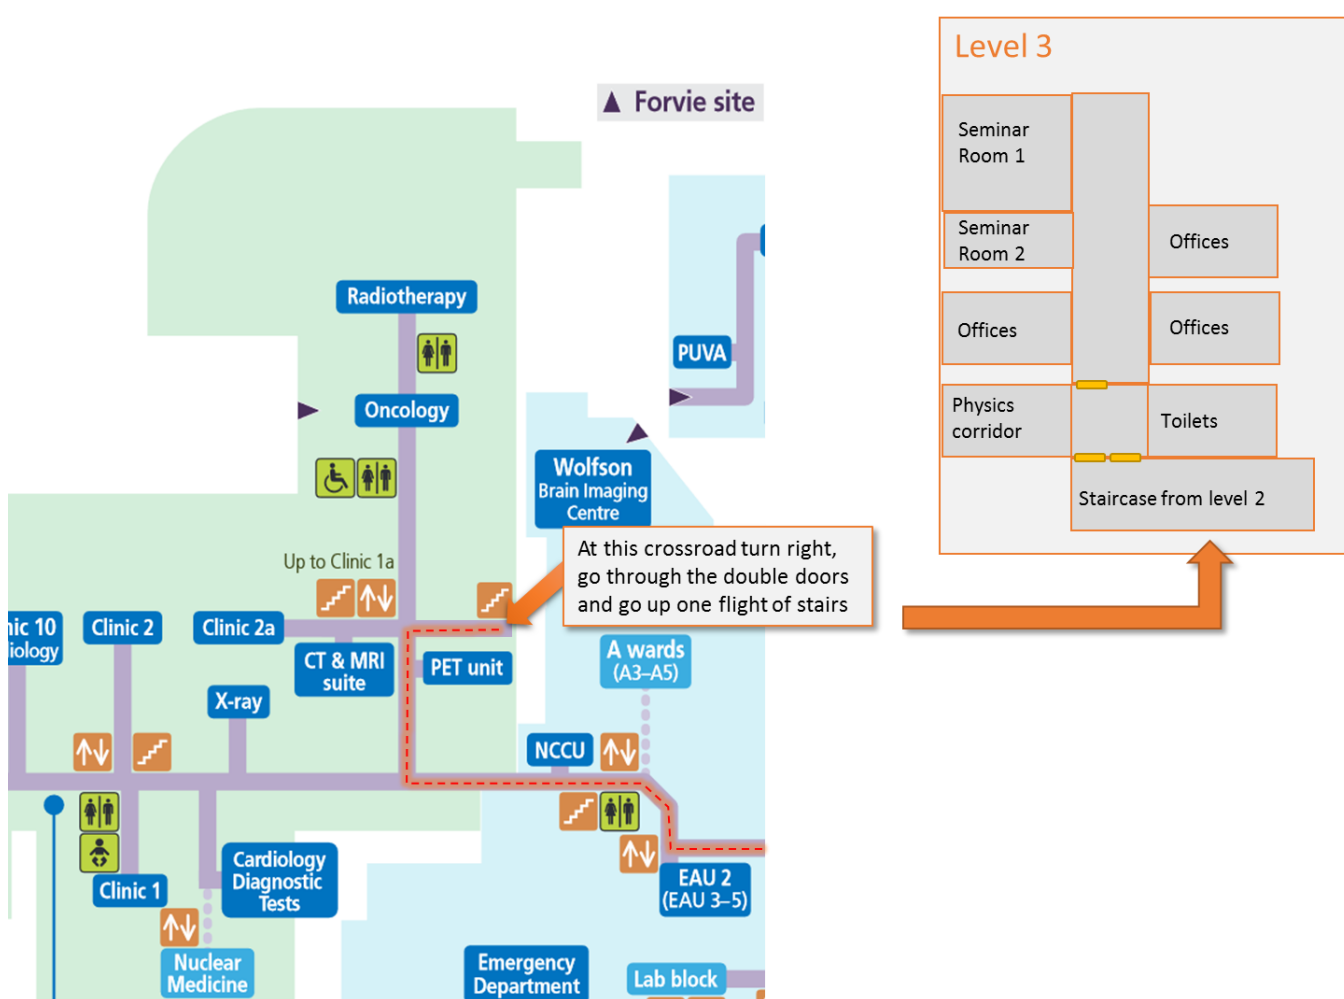 Level 3
Forvie site
Seminar
Room 1
Seminar
Room 2
Offices
Offices
Offices
Physics
corridor
Toilets
Staircase from level 2
Radiotherapy
PUVA
Oncology
Wolfson
Brain Imaging
Centre
At this crossroad turn right,
go through the double doors
and go up one flight of stairs
Up to Clinic 1a
nic 10
iology
Clinic 2
Clinic 2a
CT & MRI
suite
PET unit
A wards
(A3–A5)
X-ray
NCCU
Clinic 1
Cardiology
Diagnostic
Tests
EAU 2
(EAU 3–5)
Nuclear
Medicine
Emergency
Department
Lab block